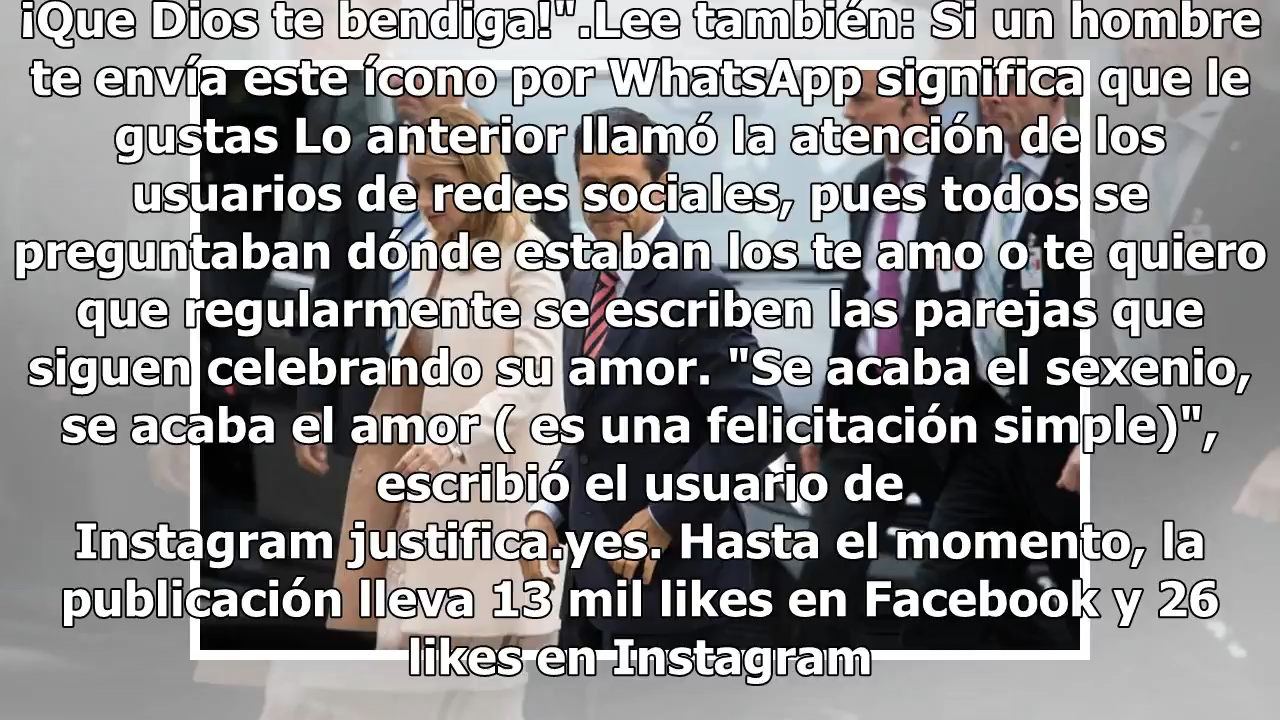 ¡Que Dios te bendiga!".Lee también: Si un hombre
te envía este ícono por WhatsApp significa que le
gustas Lo anterior llamó la atención de los
usuarios de redes sociales, pues todos se
preguntaban dónde estaban los te amo o te quiero
que regularmente se escriben las parejas que
siguen celebrando su amor. "Se acaba el sexenio,
se acaba el amor ( es una felicitación simple)",
escribió el usuario de
Instagram justifica.yes. Hasta el momento, la
publicación lleva 13 mil likes en Facebook y 26
likes en Instagram